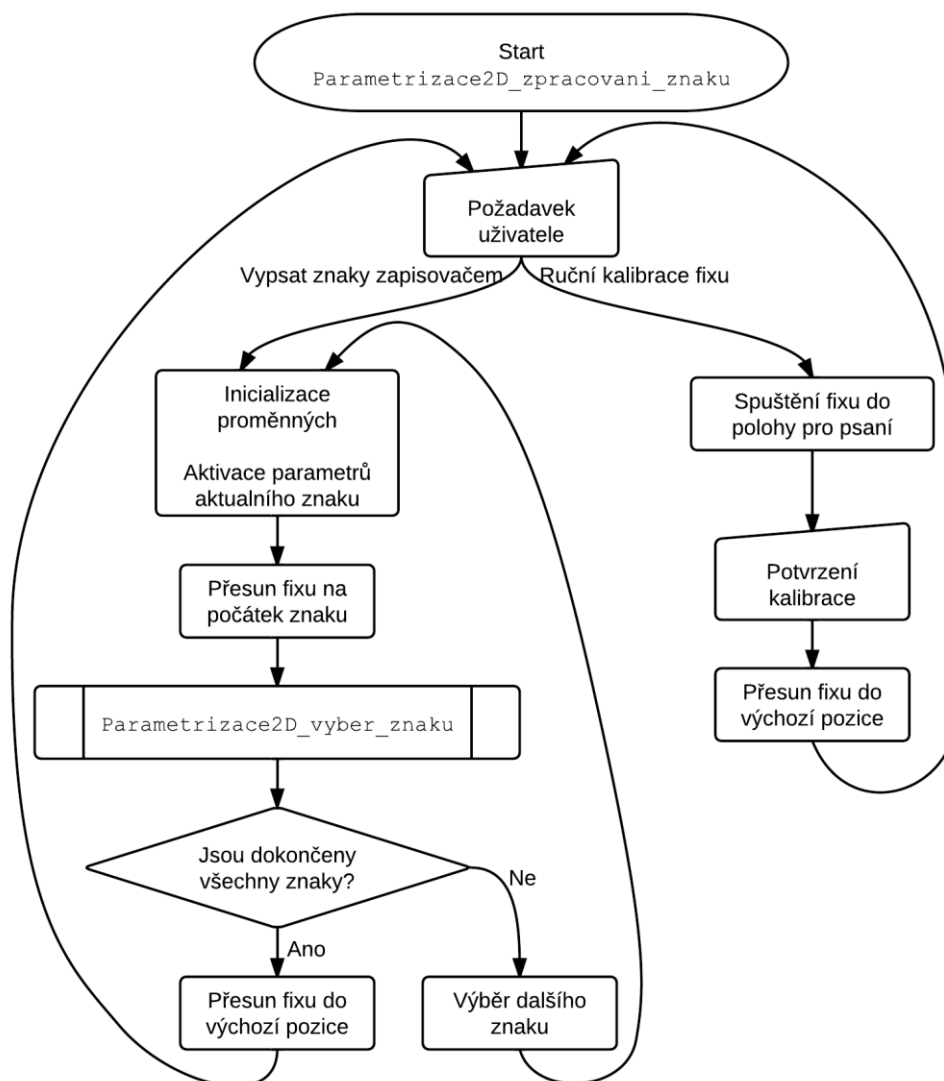 Start
Parametrizace2D_zpracovani_znaku
Požadavek
uživatele
Vypsat znaky zapisovačem
Ruční kalibrace fixu
Inicializace
proměnných
Aktivace parametrů
aktualního znaku
Spuštění fixu do
polohy pro psaní
Přesun fixu na
počátek znaku
Potvrzení
kalibrace
Parametrizace2D_vyber_znaku
Přesun fixu do
výchozí pozice
Jsou dokončeny
všechny znaky?
Ne
Ano
Přesun fixu do
výchozí pozice
Výběr dalšího
znaku